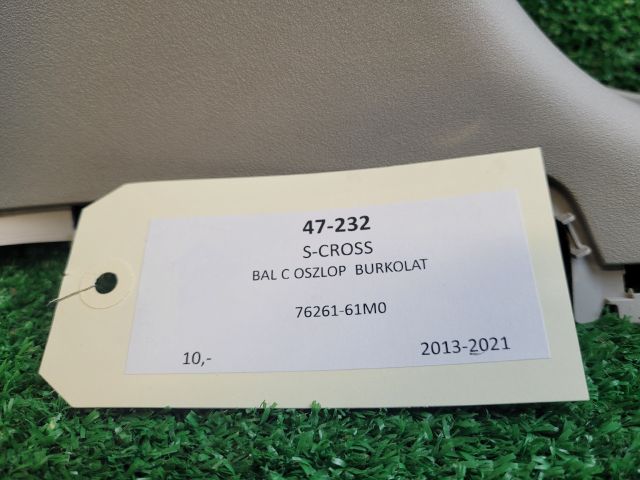 47-232
S-CROSS
BAL C OSZLOP BURKOLAT
76261-61M0
10,- 2013-2021